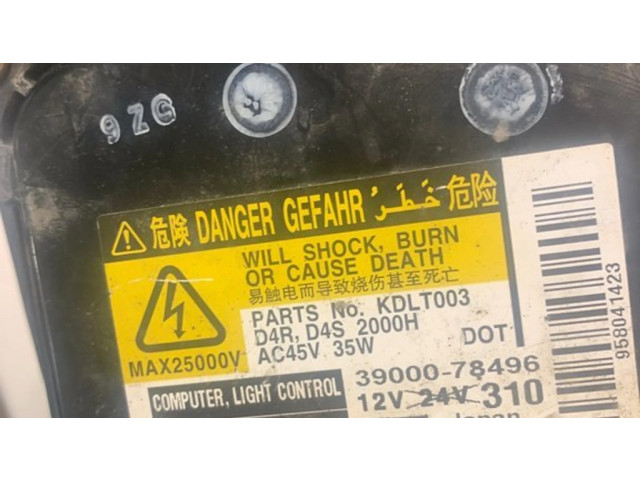 9ZG
危険 DANGER GEFAHR خَطَرُ 危险
WILL SHOCK, BURN
OR CAUSE DEATH
易触电而导致烧伤甚至死亡
MAX25000V
PARTS No. KDLT003
D4R, D4S 2000H
AC45V 35W
DOT
COMPUTER, LIGHT CONTROL
39000-78496
12V 24V 310
Japan
958041423